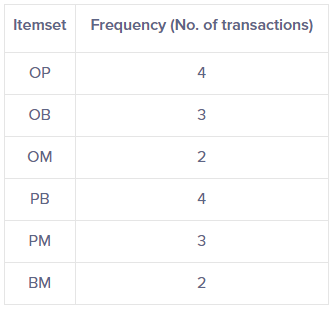 Itemset Frequency (No. of transactions)
OP 4
OB 3
OM 2
PB 4
PM 3
BM 2